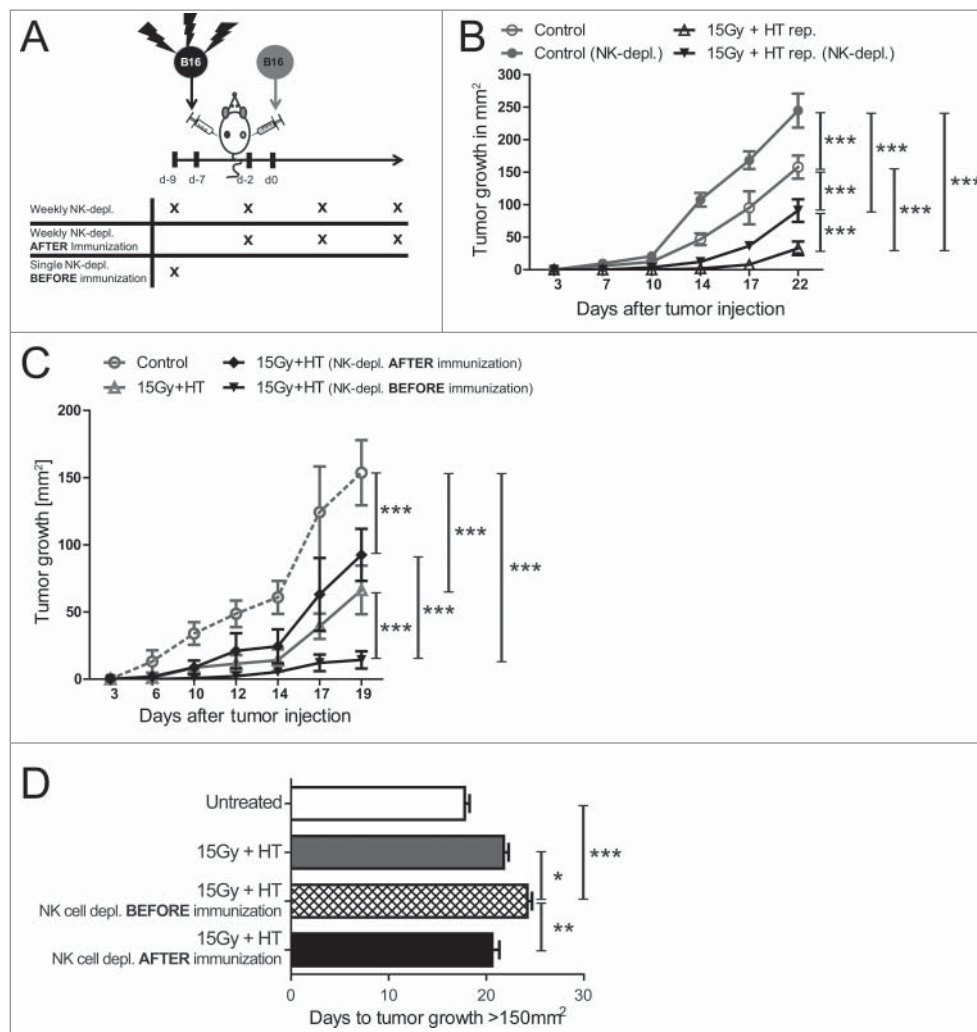 A
B16
B16
d-9 d-7 d-2 d0
Weekly NK-depl. x x x x
Weekly NK-depl.
AFTER Immunization x x x
Single NK-depl.
BEFORE immunization x
B
Control 15Gy + HT rep.
Control (NK-depl.) 15Gy + HT rep. (NK-depl.)
Tumor growth in mm²
300
250
200
150
100
50
0
3 7 10 14 17 22
Days after tumor injection
***
***
***
***
***
***
C
Control 15Gy+HT (NK-depl. AFTER immunization)
15Gy+HT 15Gy+HT (NK-depl. BEFORE immunization)
Tumor growth [mm²]
200
150
100
50
0
3 6 10 12 14 17 19
Days after tumor injection
***
***
***
***
***
D
Untreated
15Gy + HT
15Gy + HT
NK cell depl. BEFORE immunization
15Gy + HT
NK cell depl. AFTER immunization
0 10 20 30
Days to tumor growth >150mm²
*
**
***